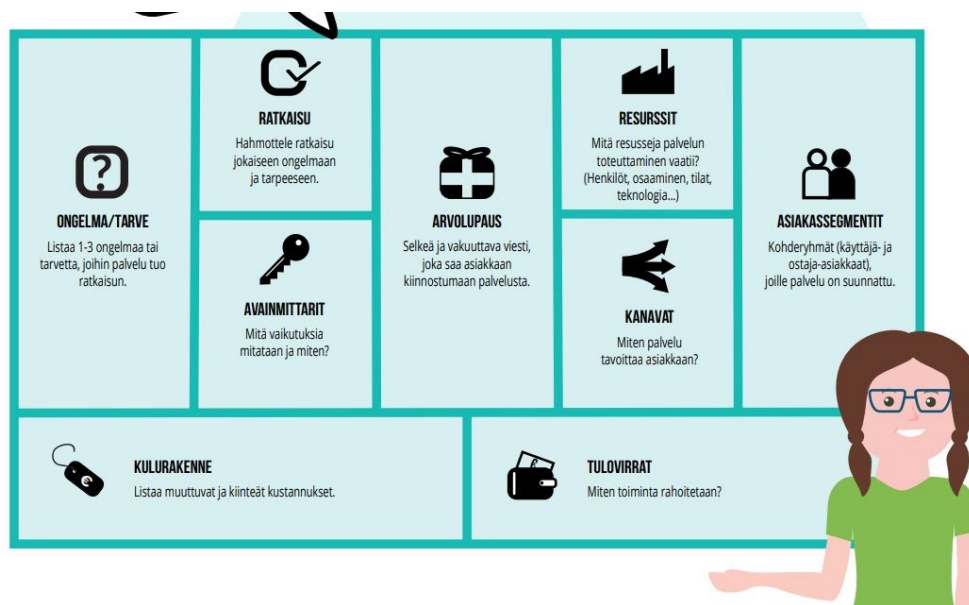 ONGELMA/TARVE
Listaa 1-3 ongelmaa tai
tarvetta, joihin palvelu tuo
ratkaisun.
RATKAISU
Hahmottele ratkaisu
jokaiseen ongelmaan
ja tarpeeseen.
AVAINMITTARIT
Mitä vaikutuksia
mitataan ja miten?
ARVOLUPAUS
Selkeä ja vakuuttava viesti,
joka saa asiakkaan
kiinnostumaan palvelusta.
RESURSSIT
Mitä resusseja palvelun
toteuttaminen vaatii?
(Henkilöt, osaaminen, tilat,
teknologia...)
KANAVAT
Miten palvelu
tavoittaa asiakkaan?
ASIAKASSEGMENTIT
Kohderyhmät (käyttäjä- ja
ostaja-asiakkaat),
joille palvelu on suunnattu.
KULURAKENNE
Listaa muuttuvat ja kiinteät kustannukset.
TULOVIRRAT
Miten toiminta rahoitetaan?